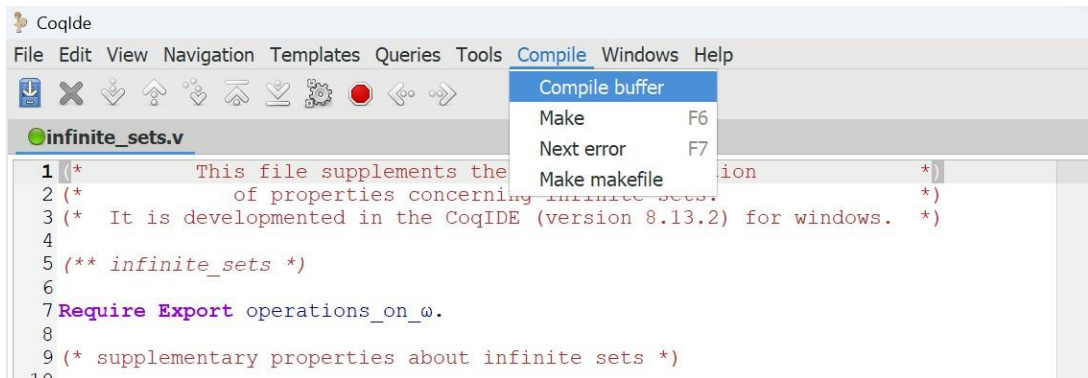 CoqIde
File Edit View Navigation Templates Queries Tools Compile Windows Help
Compile buffer
Make F6
Next error F7
Make makefile
infinite_sets.v
1 (* This file supplements the ion *)
2 (* of properties concerning infinite sets. *)
3 (* It is developmented in the CoqIDE (version 8.13.2) for windows. *)
4
5 (** infinite_sets *)
6
7 Require Export operations_on_ω.
8
9 (* supplementary properties about infinite sets *)
10